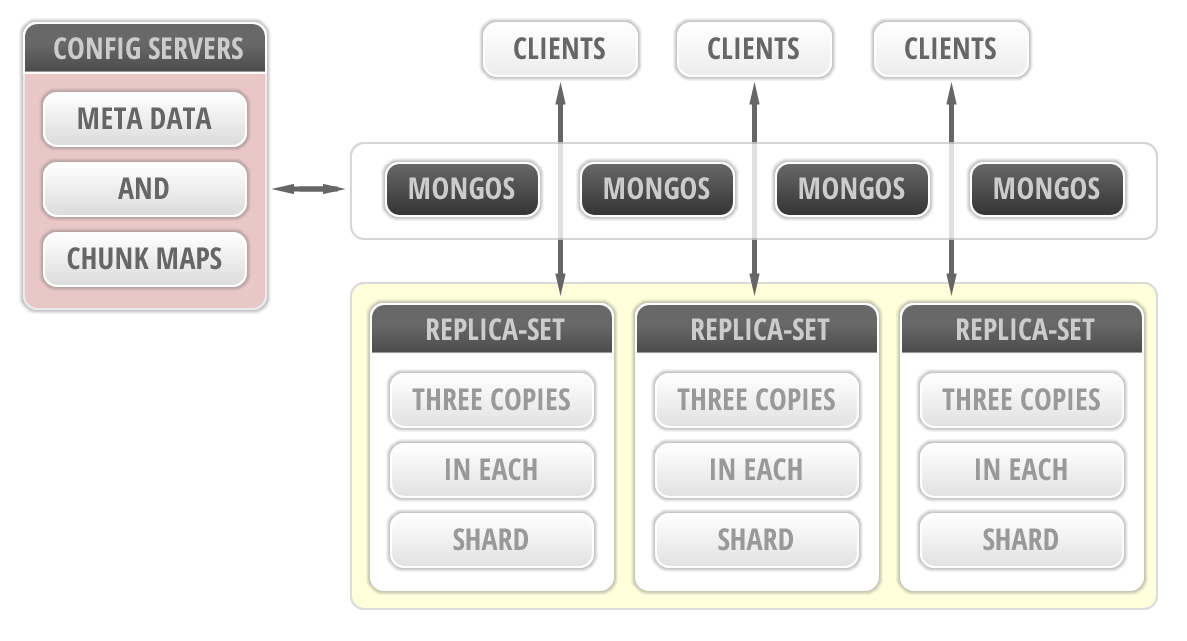 CONFIG SERVERS
META DATA
AND
CHUNK MAPS
CLIENTS
CLIENTS
CLIENTS
MONGOS
MONGOS
MONGOS
MONGOS
REPLICA-SET
THREE COPIES
IN EACH
SHARD
REPLICA-SET
THREE COPIES
IN EACH
SHARD
REPLICA-SET
THREE COPIES
IN EACH
SHARD